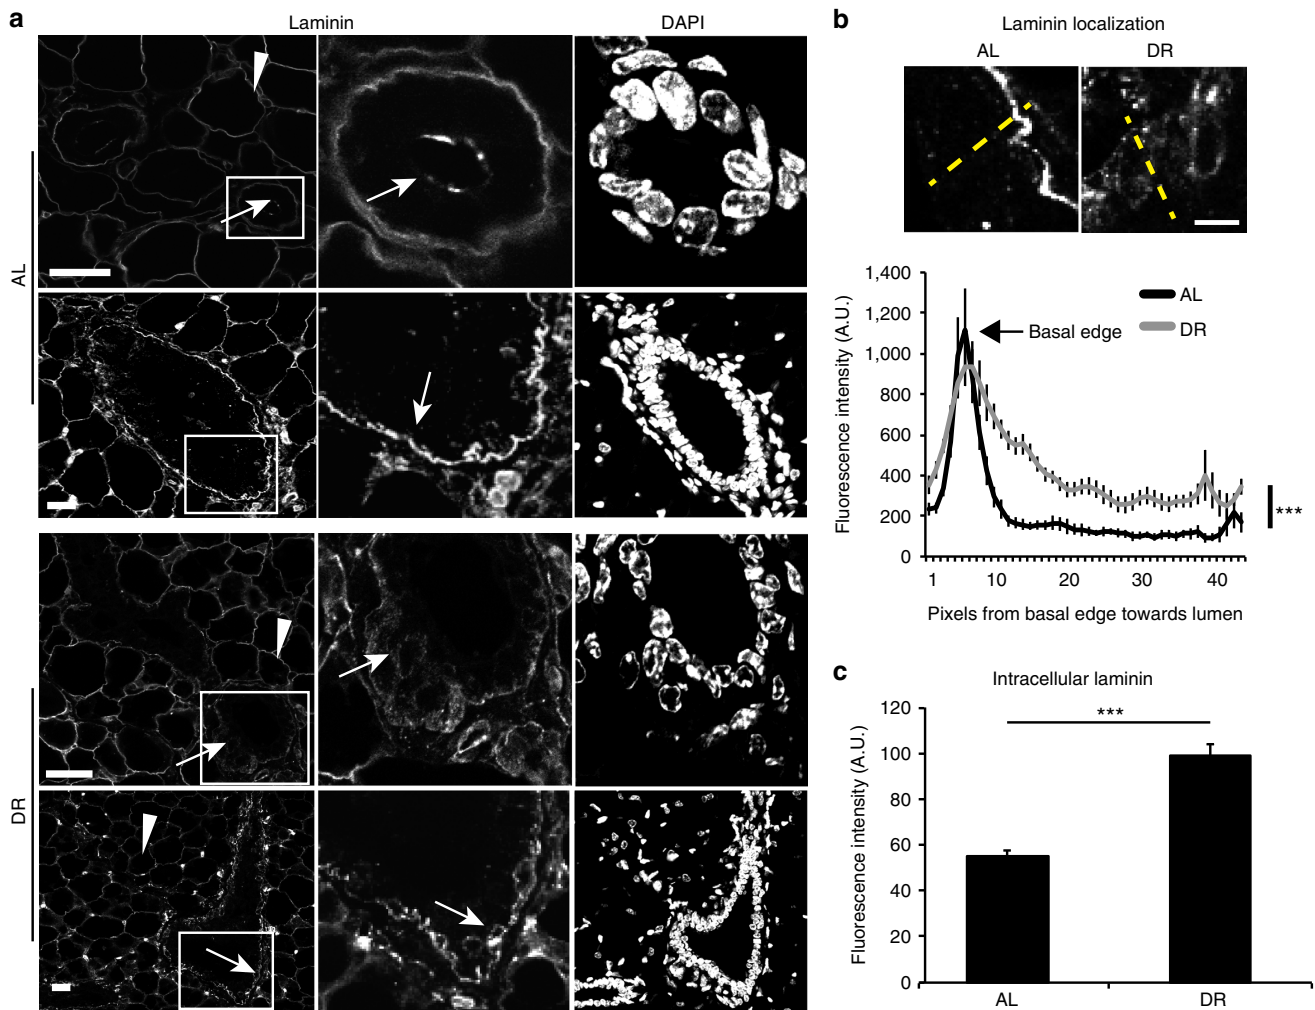 a
Laminin
DAPI
AL
DR
b
Laminin localization
AL
DR
1,400
1,200
1,000
800
600
400
200
0
Fluorescence intensity (A.U.)
AL
DR
Basal edge
***
1
10
20
30
40
Pixels from basal edge towards lumen
c
Intracellular laminin
***
120
100
80
60
40
20
0
Fluorescence intensity (A.U.)
AL
DR